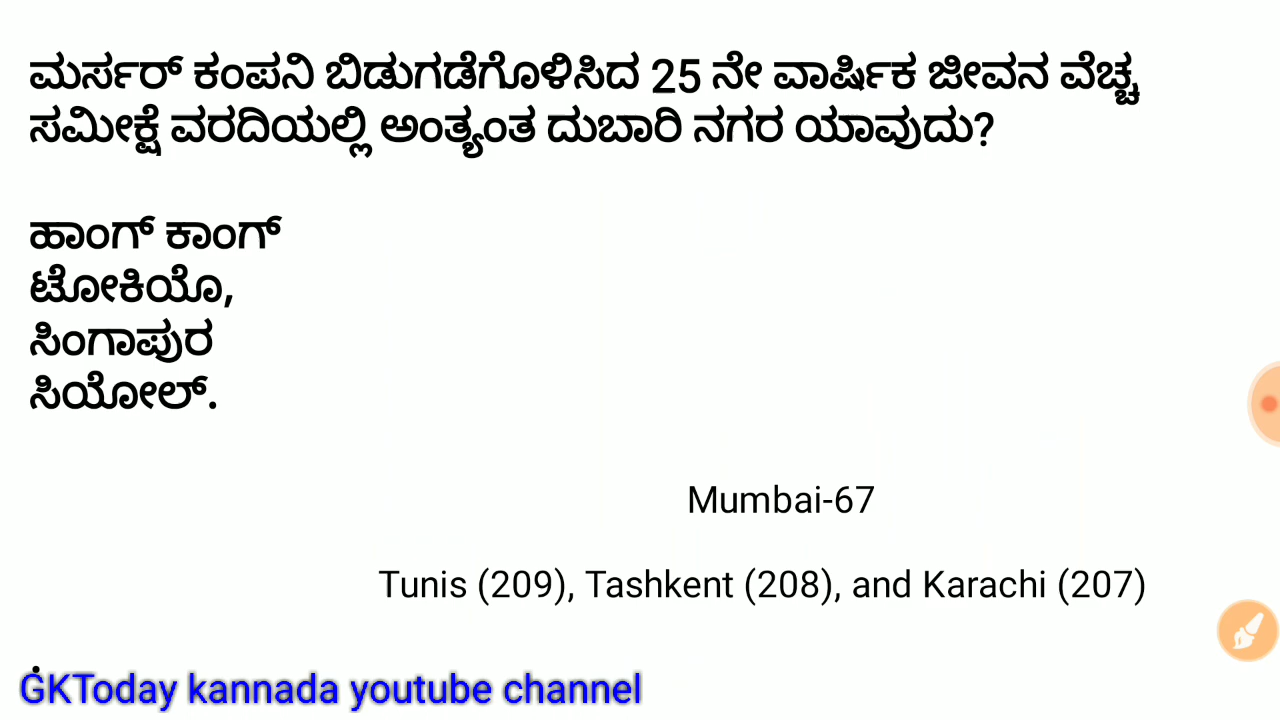 ಮರ್ಸರ್ ಕಂಪನಿ ಬಿಡುಗಡೆಗೊಳಿಸಿದ 25 ನೇ ವಾರ್ಷಿಕ ಜೀವನ ವೆಚ್ಚ
ಸಮೀಕ್ಷೆ ವರದಿಯಲ್ಲಿ ಅಂತ್ಯಂತ ದುಬಾರಿ ನಗರ ಯಾವುದು?
ಹಾಂಗ್ ಕಾಂಗ್
ಟೋಕಿಯೊ,
ಸಿಂಗಾಪುರ
ಸಿಯೋಲ್.
Mumbai-67
Tunis (209), Tashkent (208), and Karachi (207)
.
GKToday kannada youtube channel